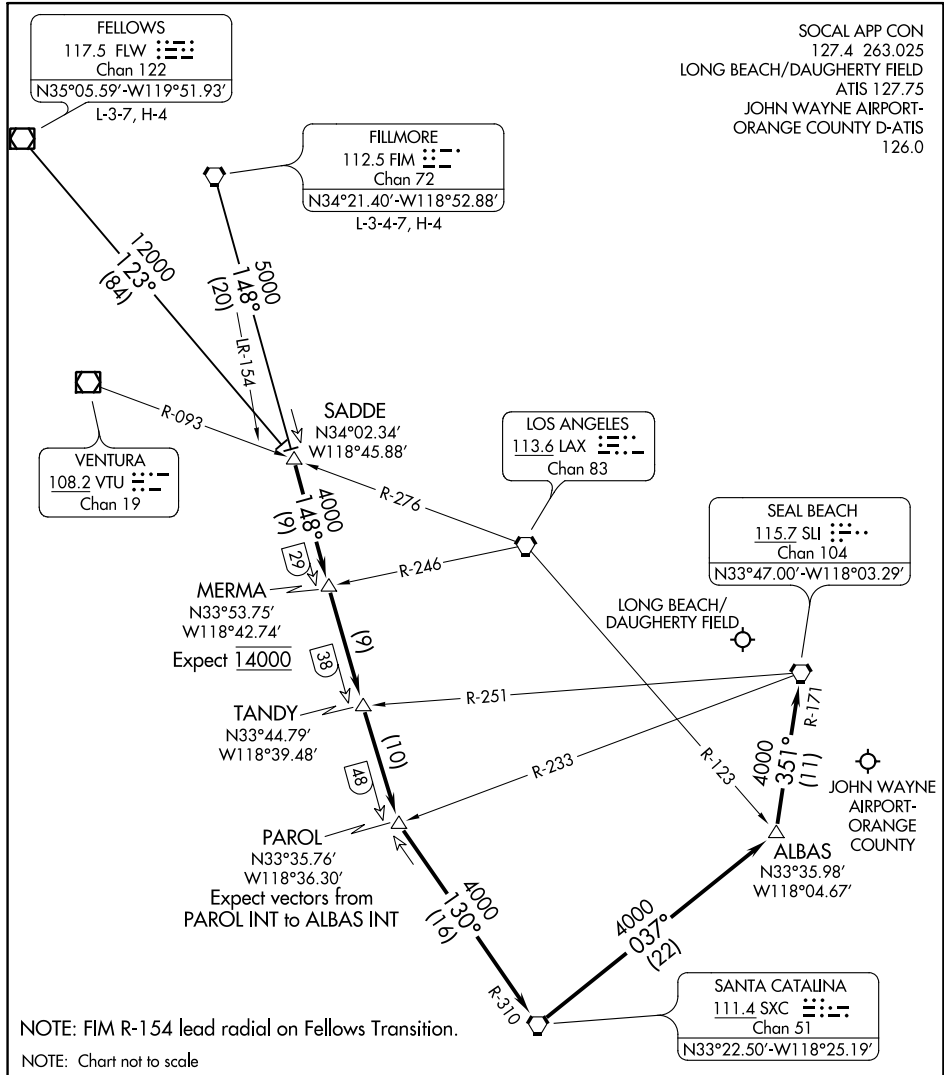 FELLOWS
117.5 FLW
Chan 122
N35°05.59'-W119°51.93'
L-3-7, H-4
SOCAL APP CON
127.4 263.025
LONG BEACH/DAUGHERTY FIELD
ATIS 127.75
JOHN WAYNE AIRPORT-
ORANGE COUNTY D-ATIS
126.0
FILLMORE
112.5 FIM
Chan 72
N34°21.40'-W118°52.88'
L-3-4-7, H-4
12000
123°
(84)
5000
148°
(20)
LR-154
R-093
VENTURA
108.2 VTU
Chan 19
SADDE
N34°02.34'
W118°45.88'
LOS ANGELES
113.6 LAX
Chan 83
R-276
4000
148°
(9)
R-246
29
MERMA
N33°53.75'
W118°42.74'
Expect 14000
SEAL BEACH
115.7 SLI
Chan 104
N33°47.00'-W118°03.29'
LONG BEACH/
DAUGHERTY FIELD
(9)
38
R-251
TANDY
N33°44.79'
W118°39.48'
R-171
(10)
R-233
R-123
4000
351°
(11)
48
JOHN WAYNE
AIRPORT-
ORANGE
COUNTY
PAROL
N33°35.76'
W118°36.30'
Expect vectors from
PAROL INT to ALBAS INT
ALBAS
N33°35.98'
W118°04.67'
4000
130°
(16)
R-310
4000
037°
(22)
SANTA CATALINA
111.4 SXC
Chan 51
N33°22.50'-W118°25.19'
NOTE: FIM R-154 lead radial on Fellows Transition.
NOTE: Chart not to scale